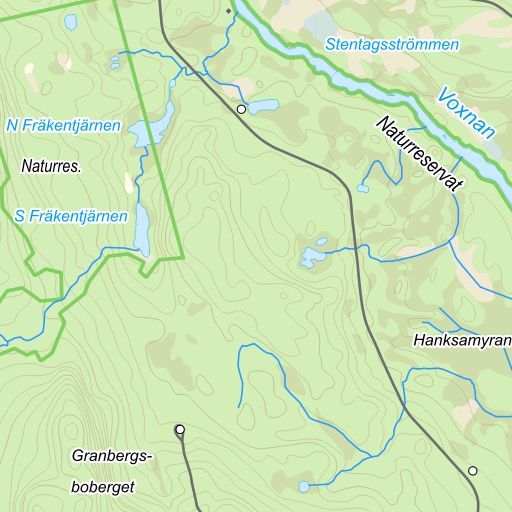 Stentagsströmmen
Voxnan
N Fräkentjärnen
Naturreservat
Naturres.
S Fräkentjärnen
Hanksamyran
Granbergs-
boberget